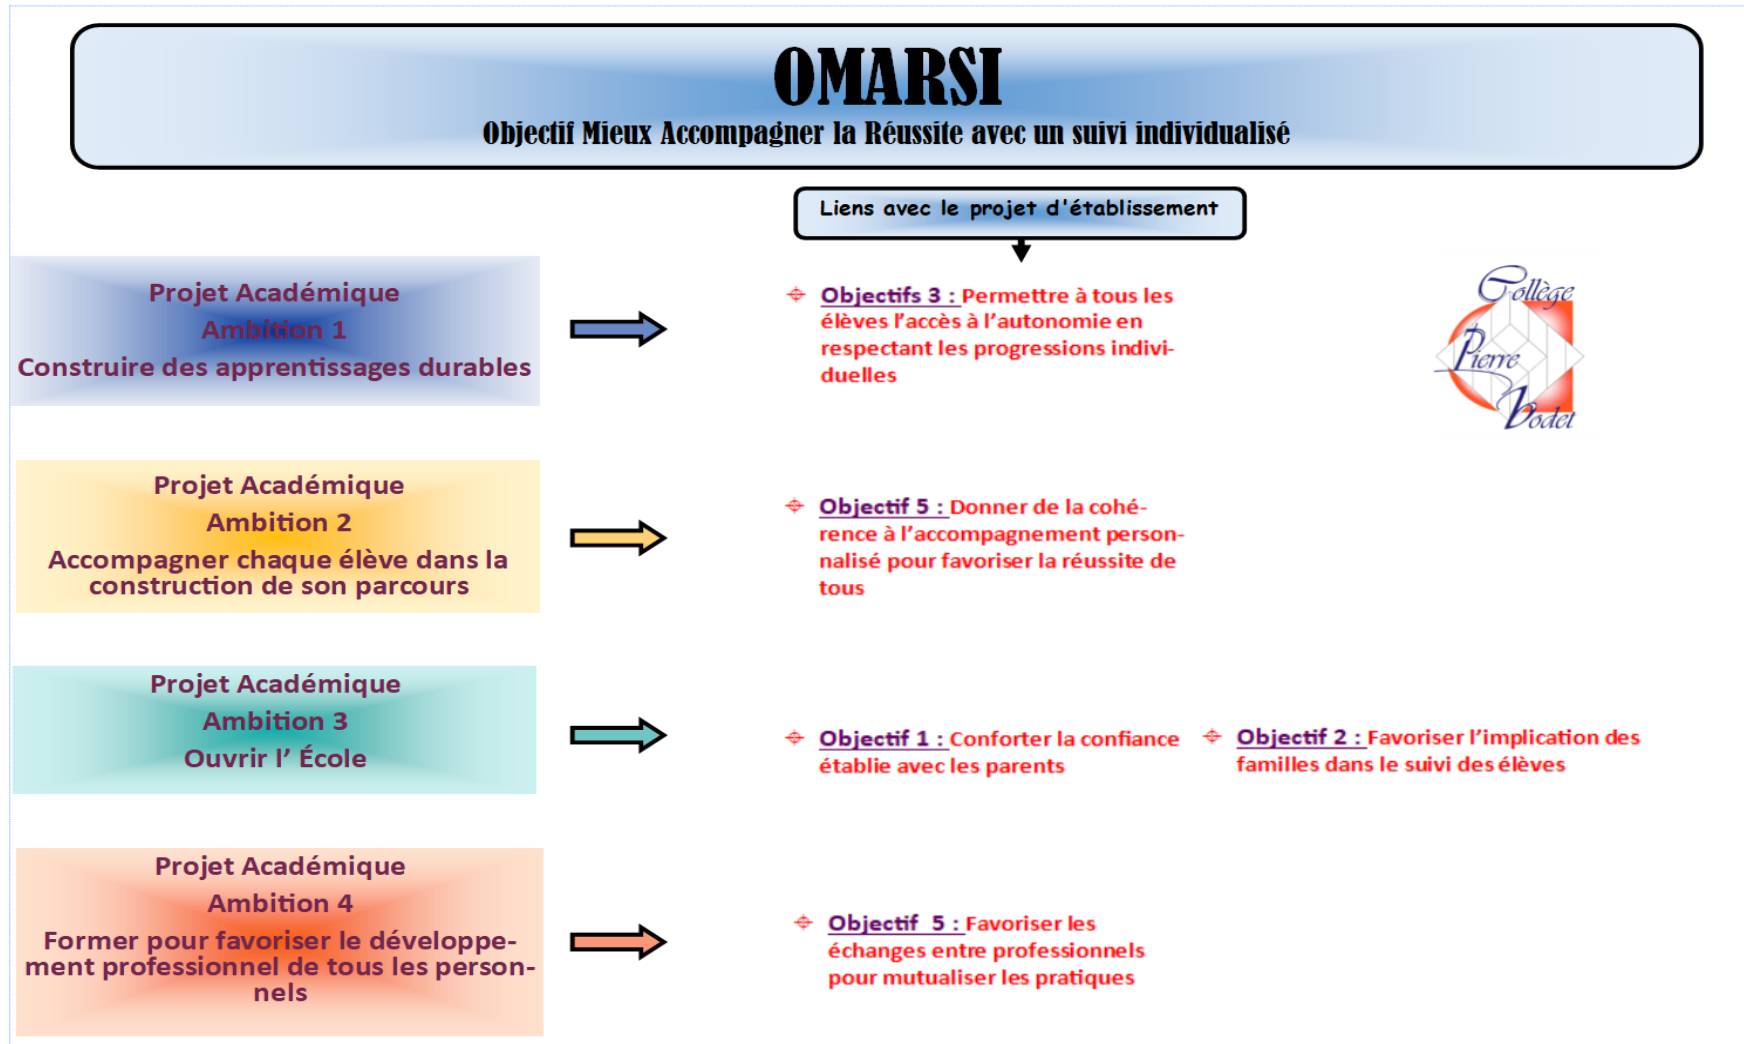 OMARSI
Objectif Mieux Accompagner la Réussite avec un suivi individualisé
Liens avec le projet d'établissement
Projet Académique
Ambition 1
Construire des apprentissages durables
Objectifs 3 : Permettre à tous les
élèves l'accès à l'autonomie en
respectant les progressions indivi-
duelles
Collège
Pierre
Bodet
Projet Académique
Ambition 2
Accompagner chaque élève dans la
construction de son parcours
Objectif 5 : Donner de la cohé-
rence à l'accompagnement person-
nalisé pour favoriser la réussite de
tous
Projet Académique
Ambition 3
Ouvrir l' École
Objectif 1 : Conforter la confiance
établie avec les parents
Objectif 2 : Favoriser l'implication des
familles dans le suivi des élèves
Projet Académique
Ambition 4
Former pour favoriser le développe-
ment professionnel de tous les person-
nels
Objectif  5 : Favoriser les
échanges entre professionnels
pour mutualiser les pratiques